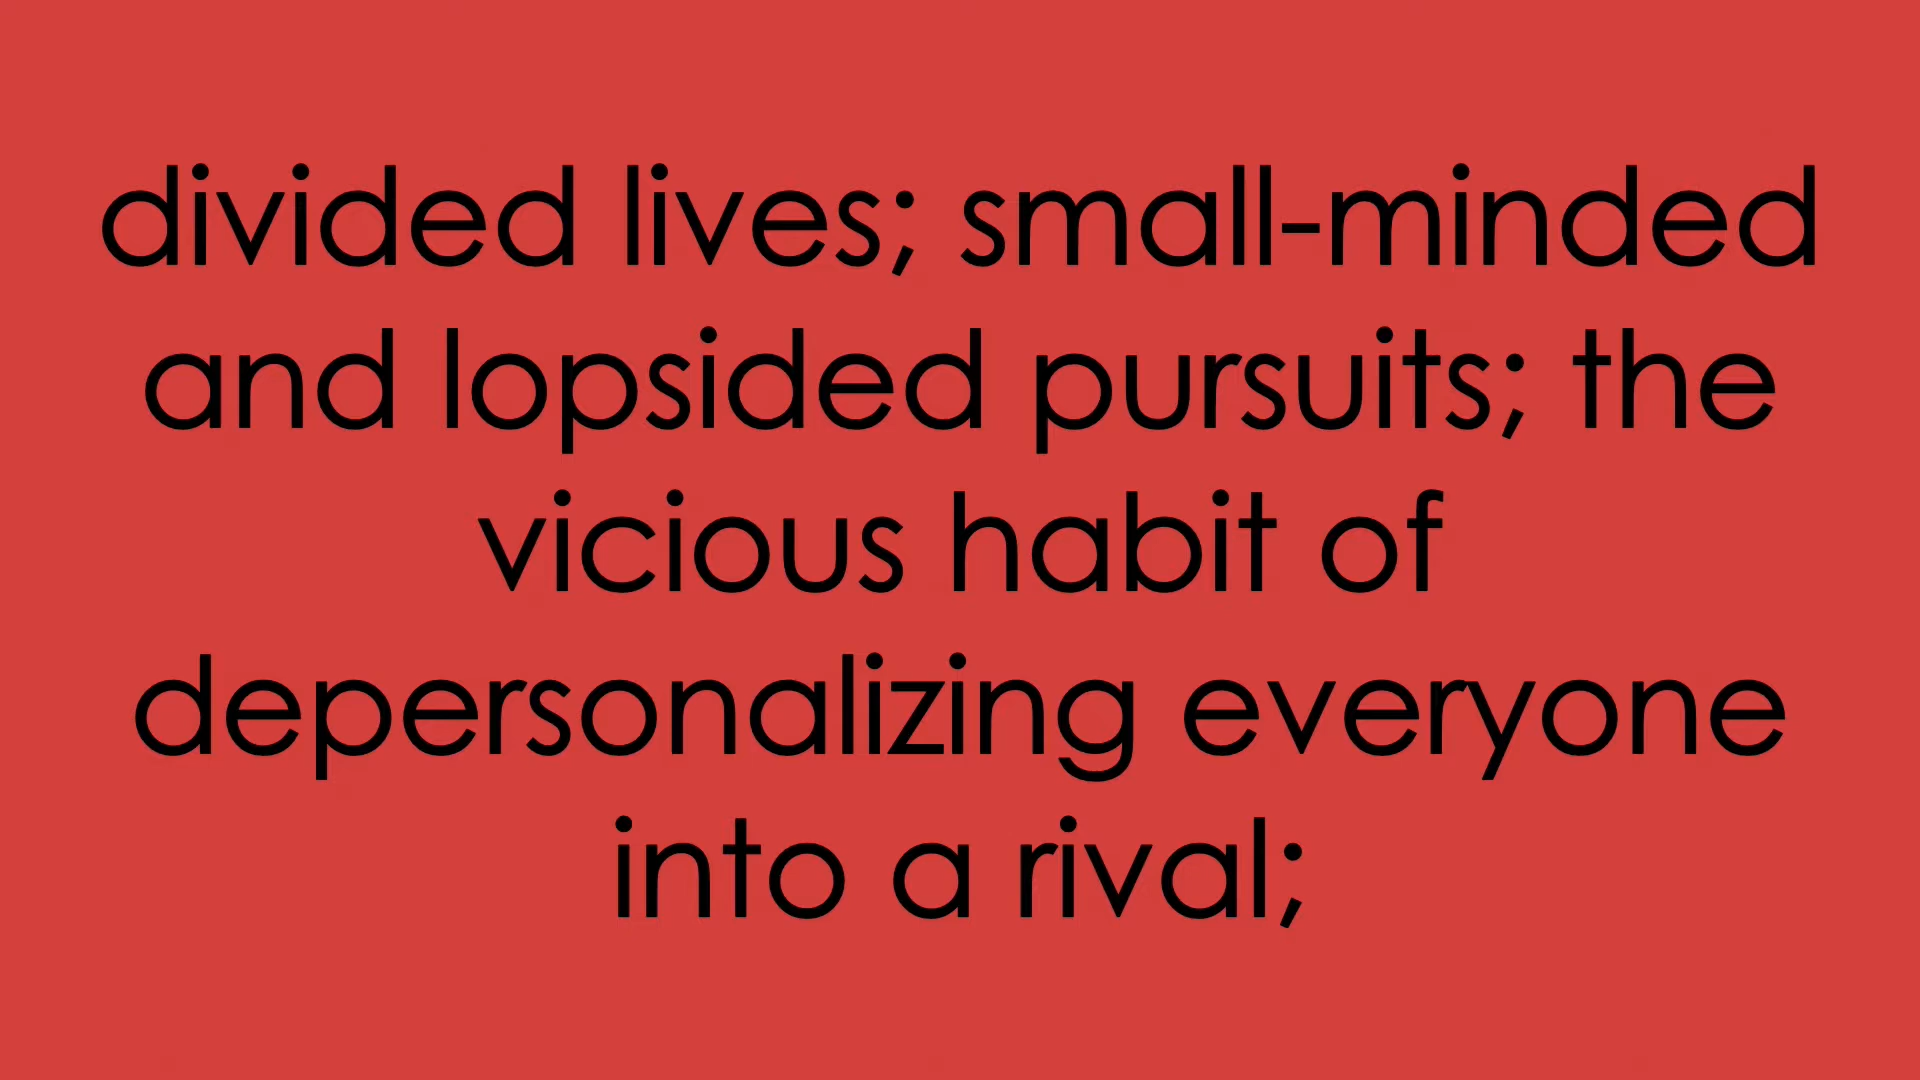 divided lives; small-minded
and lopsided pursuits; the
vicious habit of
depersonalizing everyone
into a rival;